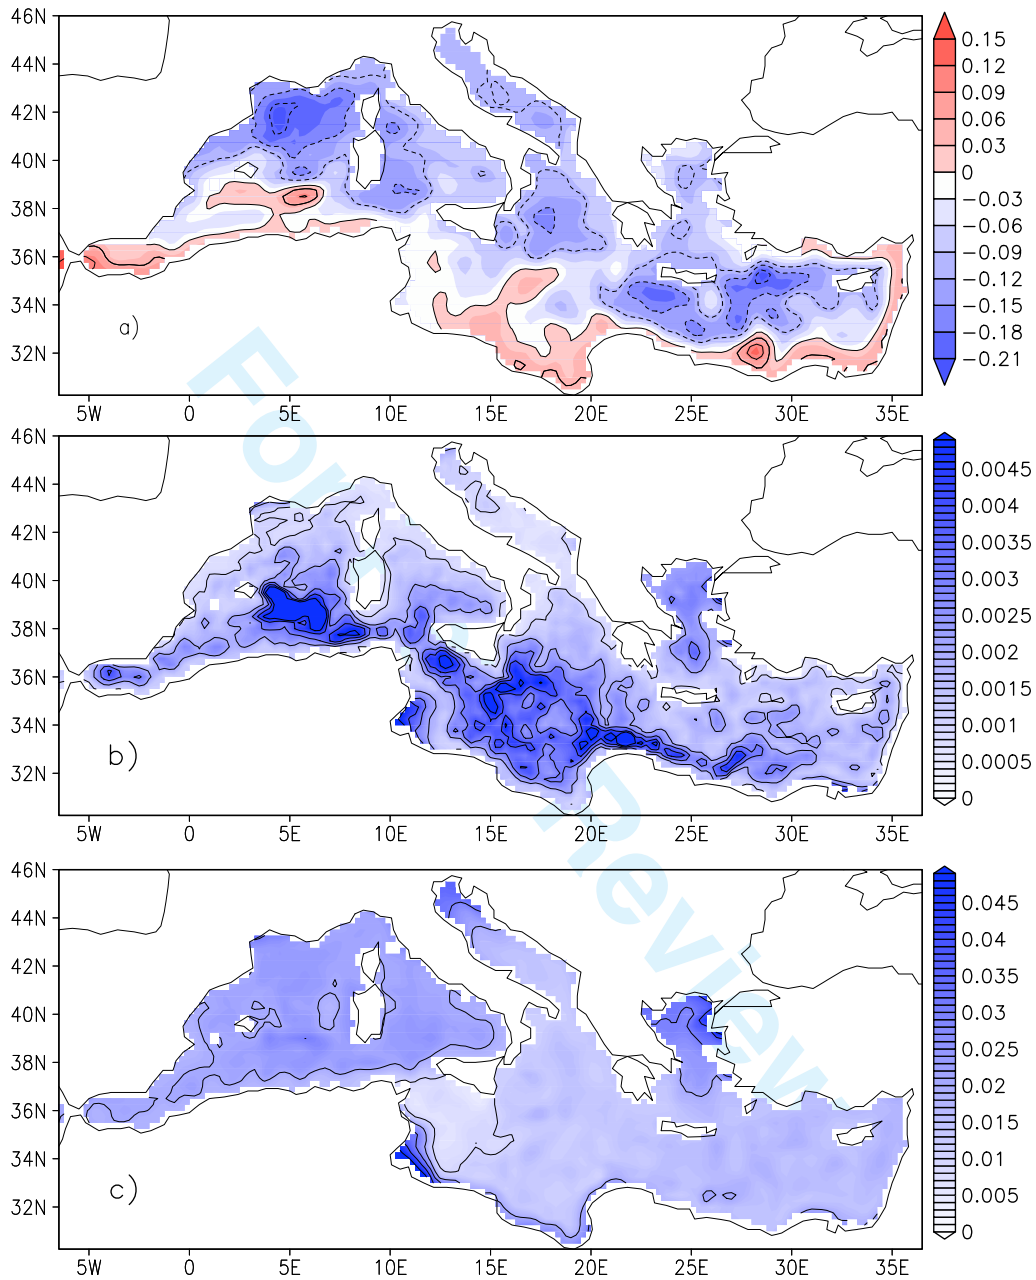 46N
44N
42N
40N
38N
36N
34N
32N
a)
5W 0 5E 10E 15E 20E 25E 30E 35E
0.15
0.12
0.09
0.06
0.03
0
−0.03
−0.06
−0.09
−0.12
−0.15
−0.18
−0.21
46N
44N
42N
40N
38N
36N
34N
32N
b)
5W 0 5E 10E 15E 20E 25E 30E 35E
0.0045
0.004
0.0035
0.003
0.0025
0.002
0.0015
0.001
0.0005
0
46N
44N
42N
40N
38N
36N
34N
32N
c)
5W 0 5E 10E 15E 20E 25E 30E 35E
0.045
0.04
0.035
0.03
0.025
0.02
0.015
0.01
0.005
0
For Review